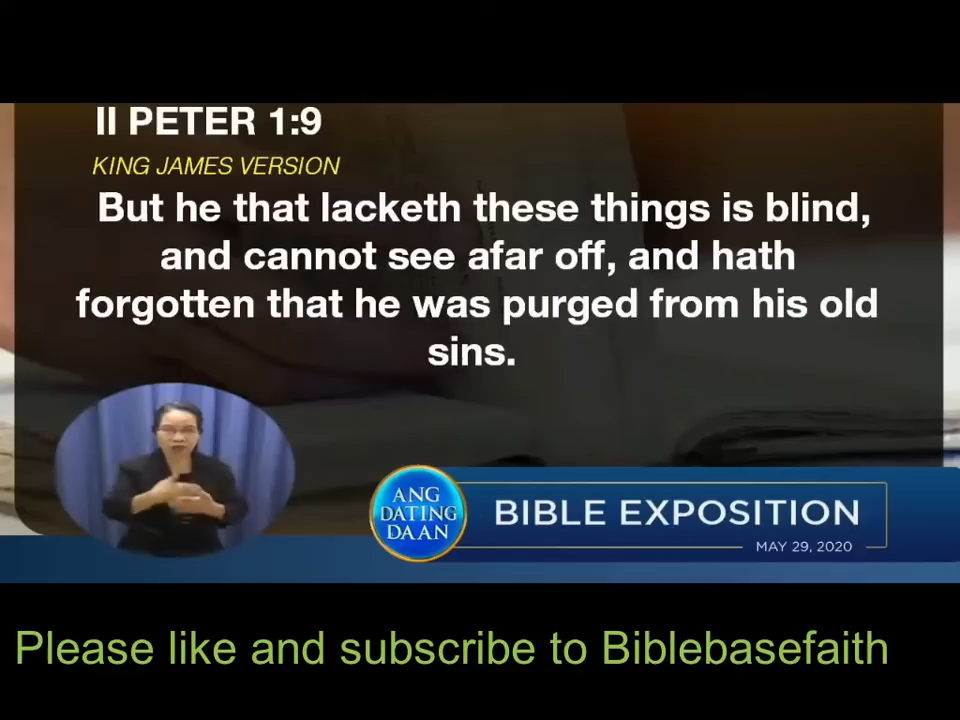 II PETER 1:9
KING JAMES VERSION
But he that lacketh these things is blind,
and cannot see afar off, and hath
forgotten that he was purged from his old
sins.
ANG
DATING
DAAN
BIBLE EXPOSITION
MAY 29, 2020
Please like and subscribe to Biblebasefaith